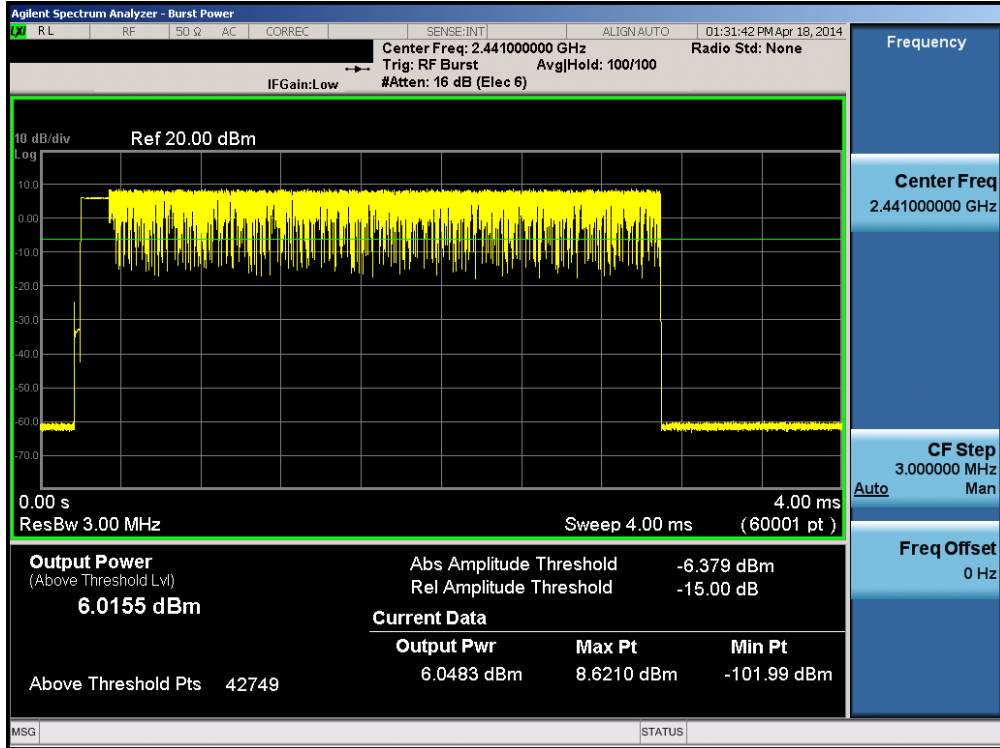 Agilent Spectrum Analyzer - Burst Power
LXI RL RF 50 Ω AC CORREC SENSE:INT ALIGN AUTO 01:31:42 PM Apr 18, 2014
Center Freq: 2.441000000 GHz Radio Std: None
Trig: RF Burst Avg|Hold: 100/100
IFGain:Low #Atten: 16 dB (Elec 6)
10 dB/div Ref 20.00 dBm
Log
10.0
0.00
-10.0
-20.0
-30.0
-40.0
-50.0
-60.0
-70.0
0.00 s 4.00 ms
ResBw 3.00 MHz Sweep 4.00 ms (60001 pt)
Output Power
(Above Threshold Lvl)
6.0155 dBm
Above Threshold Pts 42749
Abs Amplitude Threshold -6.379 dBm
Rel Amplitude Threshold -15.00 dB
Current Data
Output Pwr Max Pt Min Pt
6.0483 dBm 8.6210 dBm -101.99 dBm
MSG STATUS
Frequency
Center Freq
2.441000000 GHz
CF Step
3.000000 MHz
Auto Man
Freq Offset
0 Hz